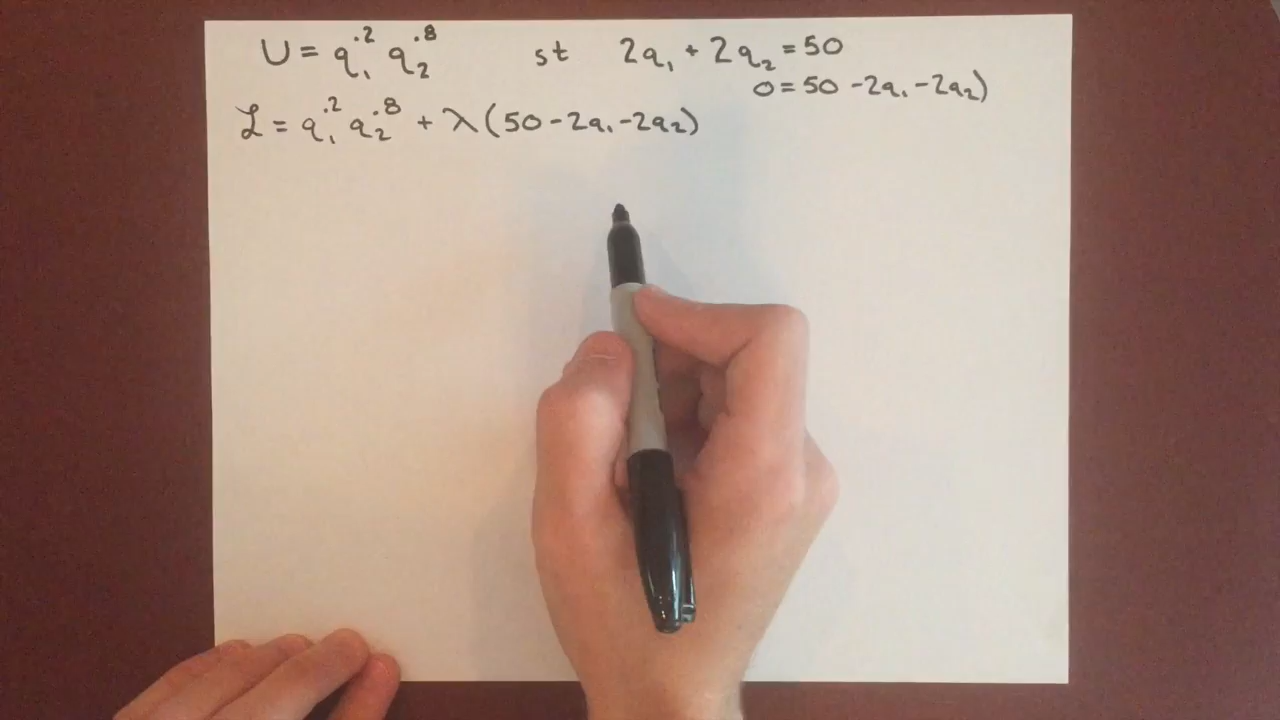 U = q₁^.2 q₂^.8 st 2q₁ + 2q₂ = 50
0 = 50 - 2q₁ - 2q₂)
ℒ = q₁^.2 q₂^.8 + λ(50 - 2q₁ - 2q₂)